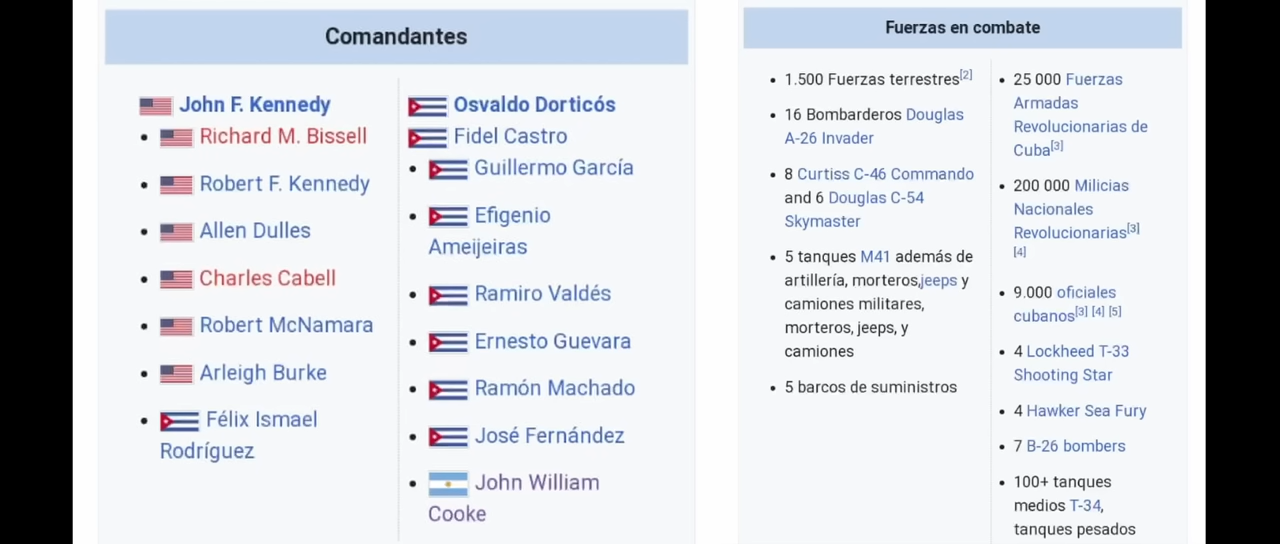 Comandantes
John F. Kennedy
Richard M. Bissell
Robert F. Kennedy
Allen Dulles
Charles Cabell
Robert McNamara
Arleigh Burke
Félix Ismael
Rodríguez
Osvaldo Dorticós
Fidel Castro
Guillermo García
Efigenio
Ameijeiras
Ramiro Valdés
Ernesto Guevara
Ramón Machado
José Fernández
John William
Cooke
Fuerzas en combate
1.500 Fuerzas terrestres[2]
16 Bombarderos Douglas
A-26 Invader
8 Curtiss C-46 Commando
and 6 Douglas C-54
Skymaster
5 tanques M41 además de
artillería, morteros,jeeps y
camiones militares,
morteros, jeeps, y
camiones
5 barcos de suministros
25 000 Fuerzas
Armadas
Revolucionarias de
Cuba[3]
200 000 Milicias
Nacionales
Revolucionarias[3]
[4]
9.000 oficiales
cubanos[3] [4] [5]
4 Lockheed T-33
Shooting Star
4 Hawker Sea Fury
7 B-26 bombers
100+ tanques
medios T-34,
tanques pesados